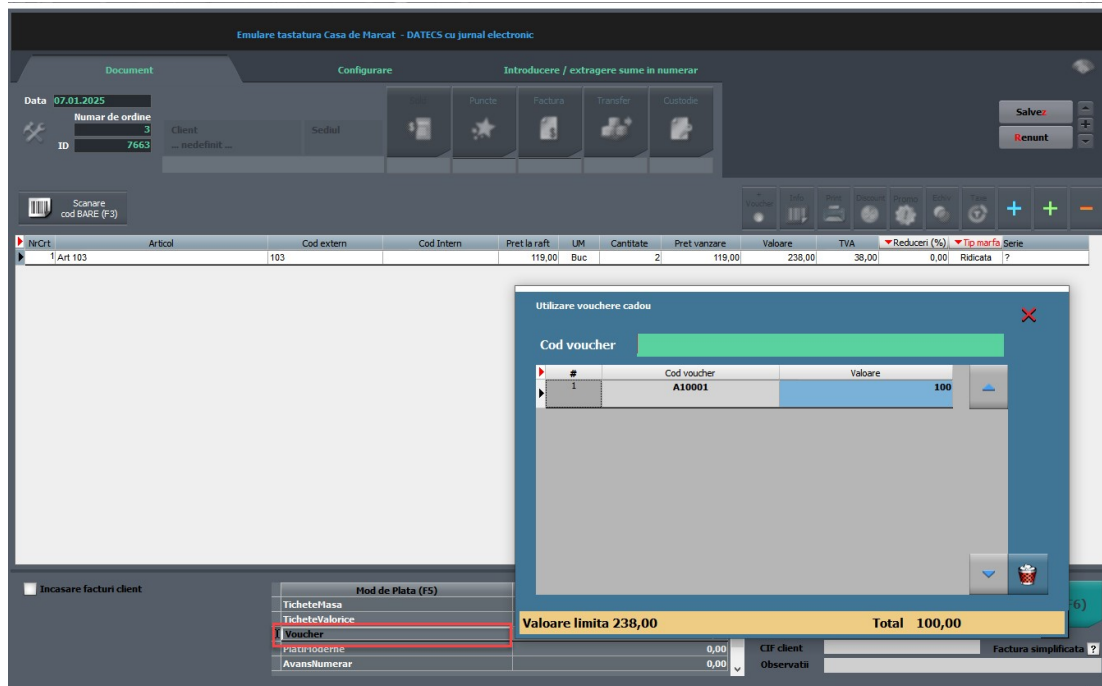 Emulare tastatura Casa de Marcat - DATECS cu jurnal electronic
Document Configurare Introducere / extragere sume in numerar
Data 07.01.2025
Numar de ordine
3
ID 7663
Client
... nedefinit ...
Sediul
Puncte Factura Transfer Custodie
Salvez
Renunt
Scanare
cod BARE (F3)
Voucher Info Print Discount Promo
NrCrt Articol Cod extern Cod Intern Pret la raft UM Cantitate Pret vanzare Valoare TVA Reduceri (%) Tip marfa Serie
1 Art 103 103 119,00 Buc 2 119,00 238,00 38,00 0,00 Ridicata ?
Utilizare vouchere cadou
Cod voucher
# Cod voucher Valoare
1 A10001 100
Valoare limita 238,00 Total 100,00
Incasare facturi client
Mod de Plata (F5)
TicheteMasa
TicheteValorice
Voucher
PlatiModerne 0,00
AvansNumerar 0,00
CIF client
Factura simplificata ?
Observatii